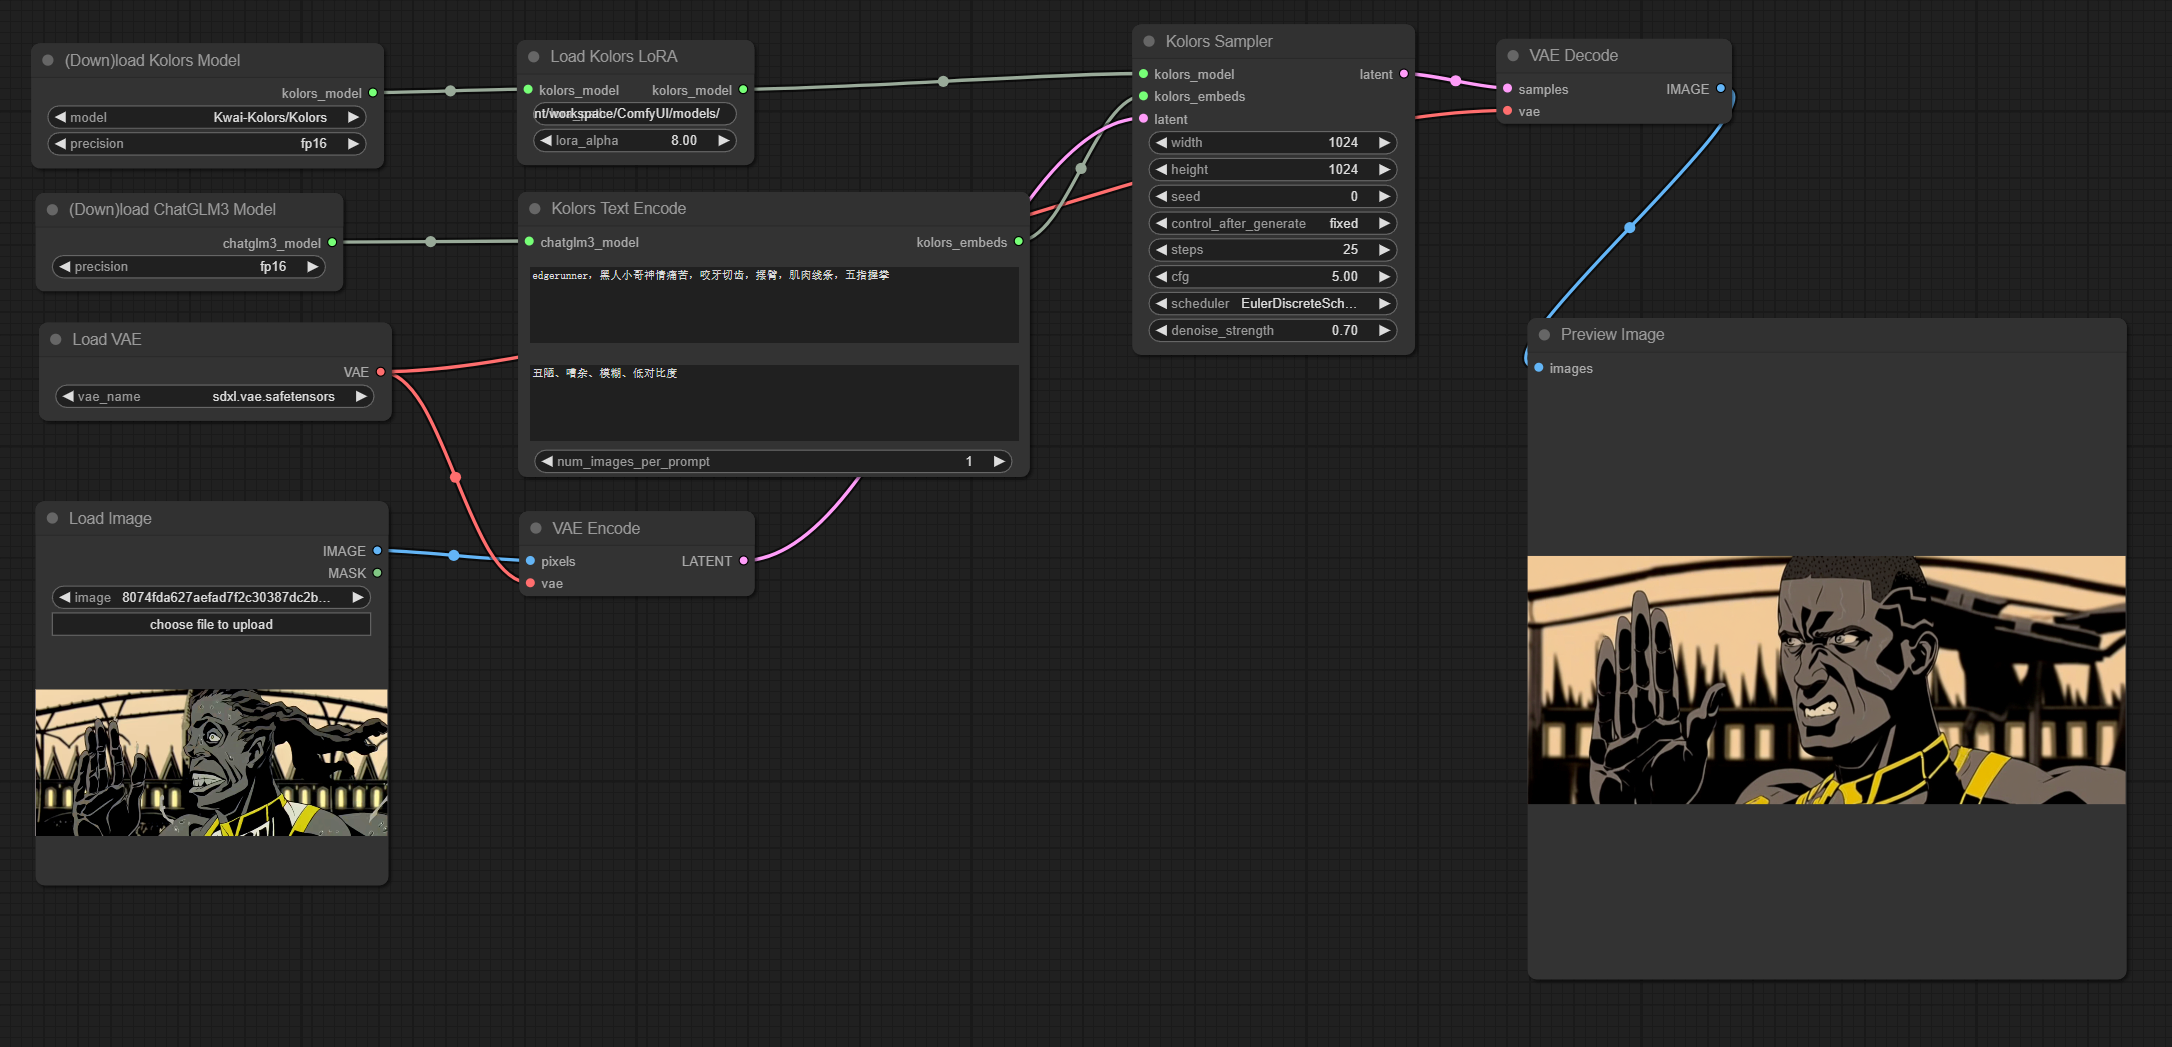 (Down)load Kolors Model
kolors_model
model Kwai-Kolors/Kolors
precision fp16
(Down)load ChatGLM3 Model
chatglm3_model
precision fp16
Load VAE
VAE
vae_name sdxl.vae.safetensors
Load Image
IMAGE
MASK
image 8074fda627aefad7f2c30387dc2b...
choose file to upload
Load Kolors LoRA
kolors_model kolors_model
nt/workspace/ComfyUI/models/
lora_alpha 8.00
Kolors Text Encode
chatglm3_model kolors_embeds
edgerunner，黑人小哥神情痛苦，咬牙切齿，摇臂，肌肉线条，五指握拳
丑陋、嘈杂、模糊、低对比度
num_images_per_prompt 1
VAE Encode
pixels LATENT
vae
Kolors Sampler
kolors_model latent
kolors_embeds
latent
width 1024
height 1024
seed 0
control_after_generate fixed
steps 25
cfg 5.00
scheduler EulerDiscreteSch...
denoise_strength 0.70
VAE Decode
samples IMAGE
vae
Preview Image
images